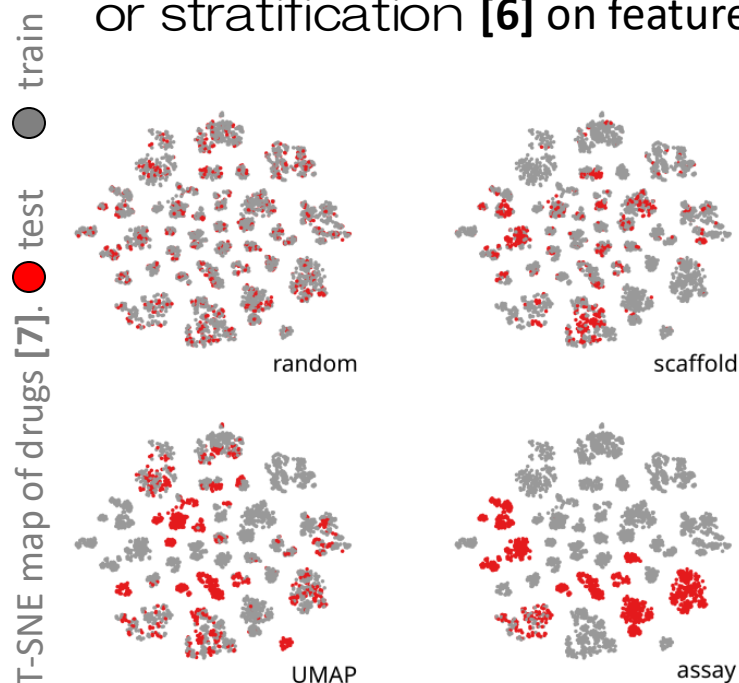 or stratification [6] on feature
T-SNE map of drugs [7]. test train
random
scaffold
UMAP
assay